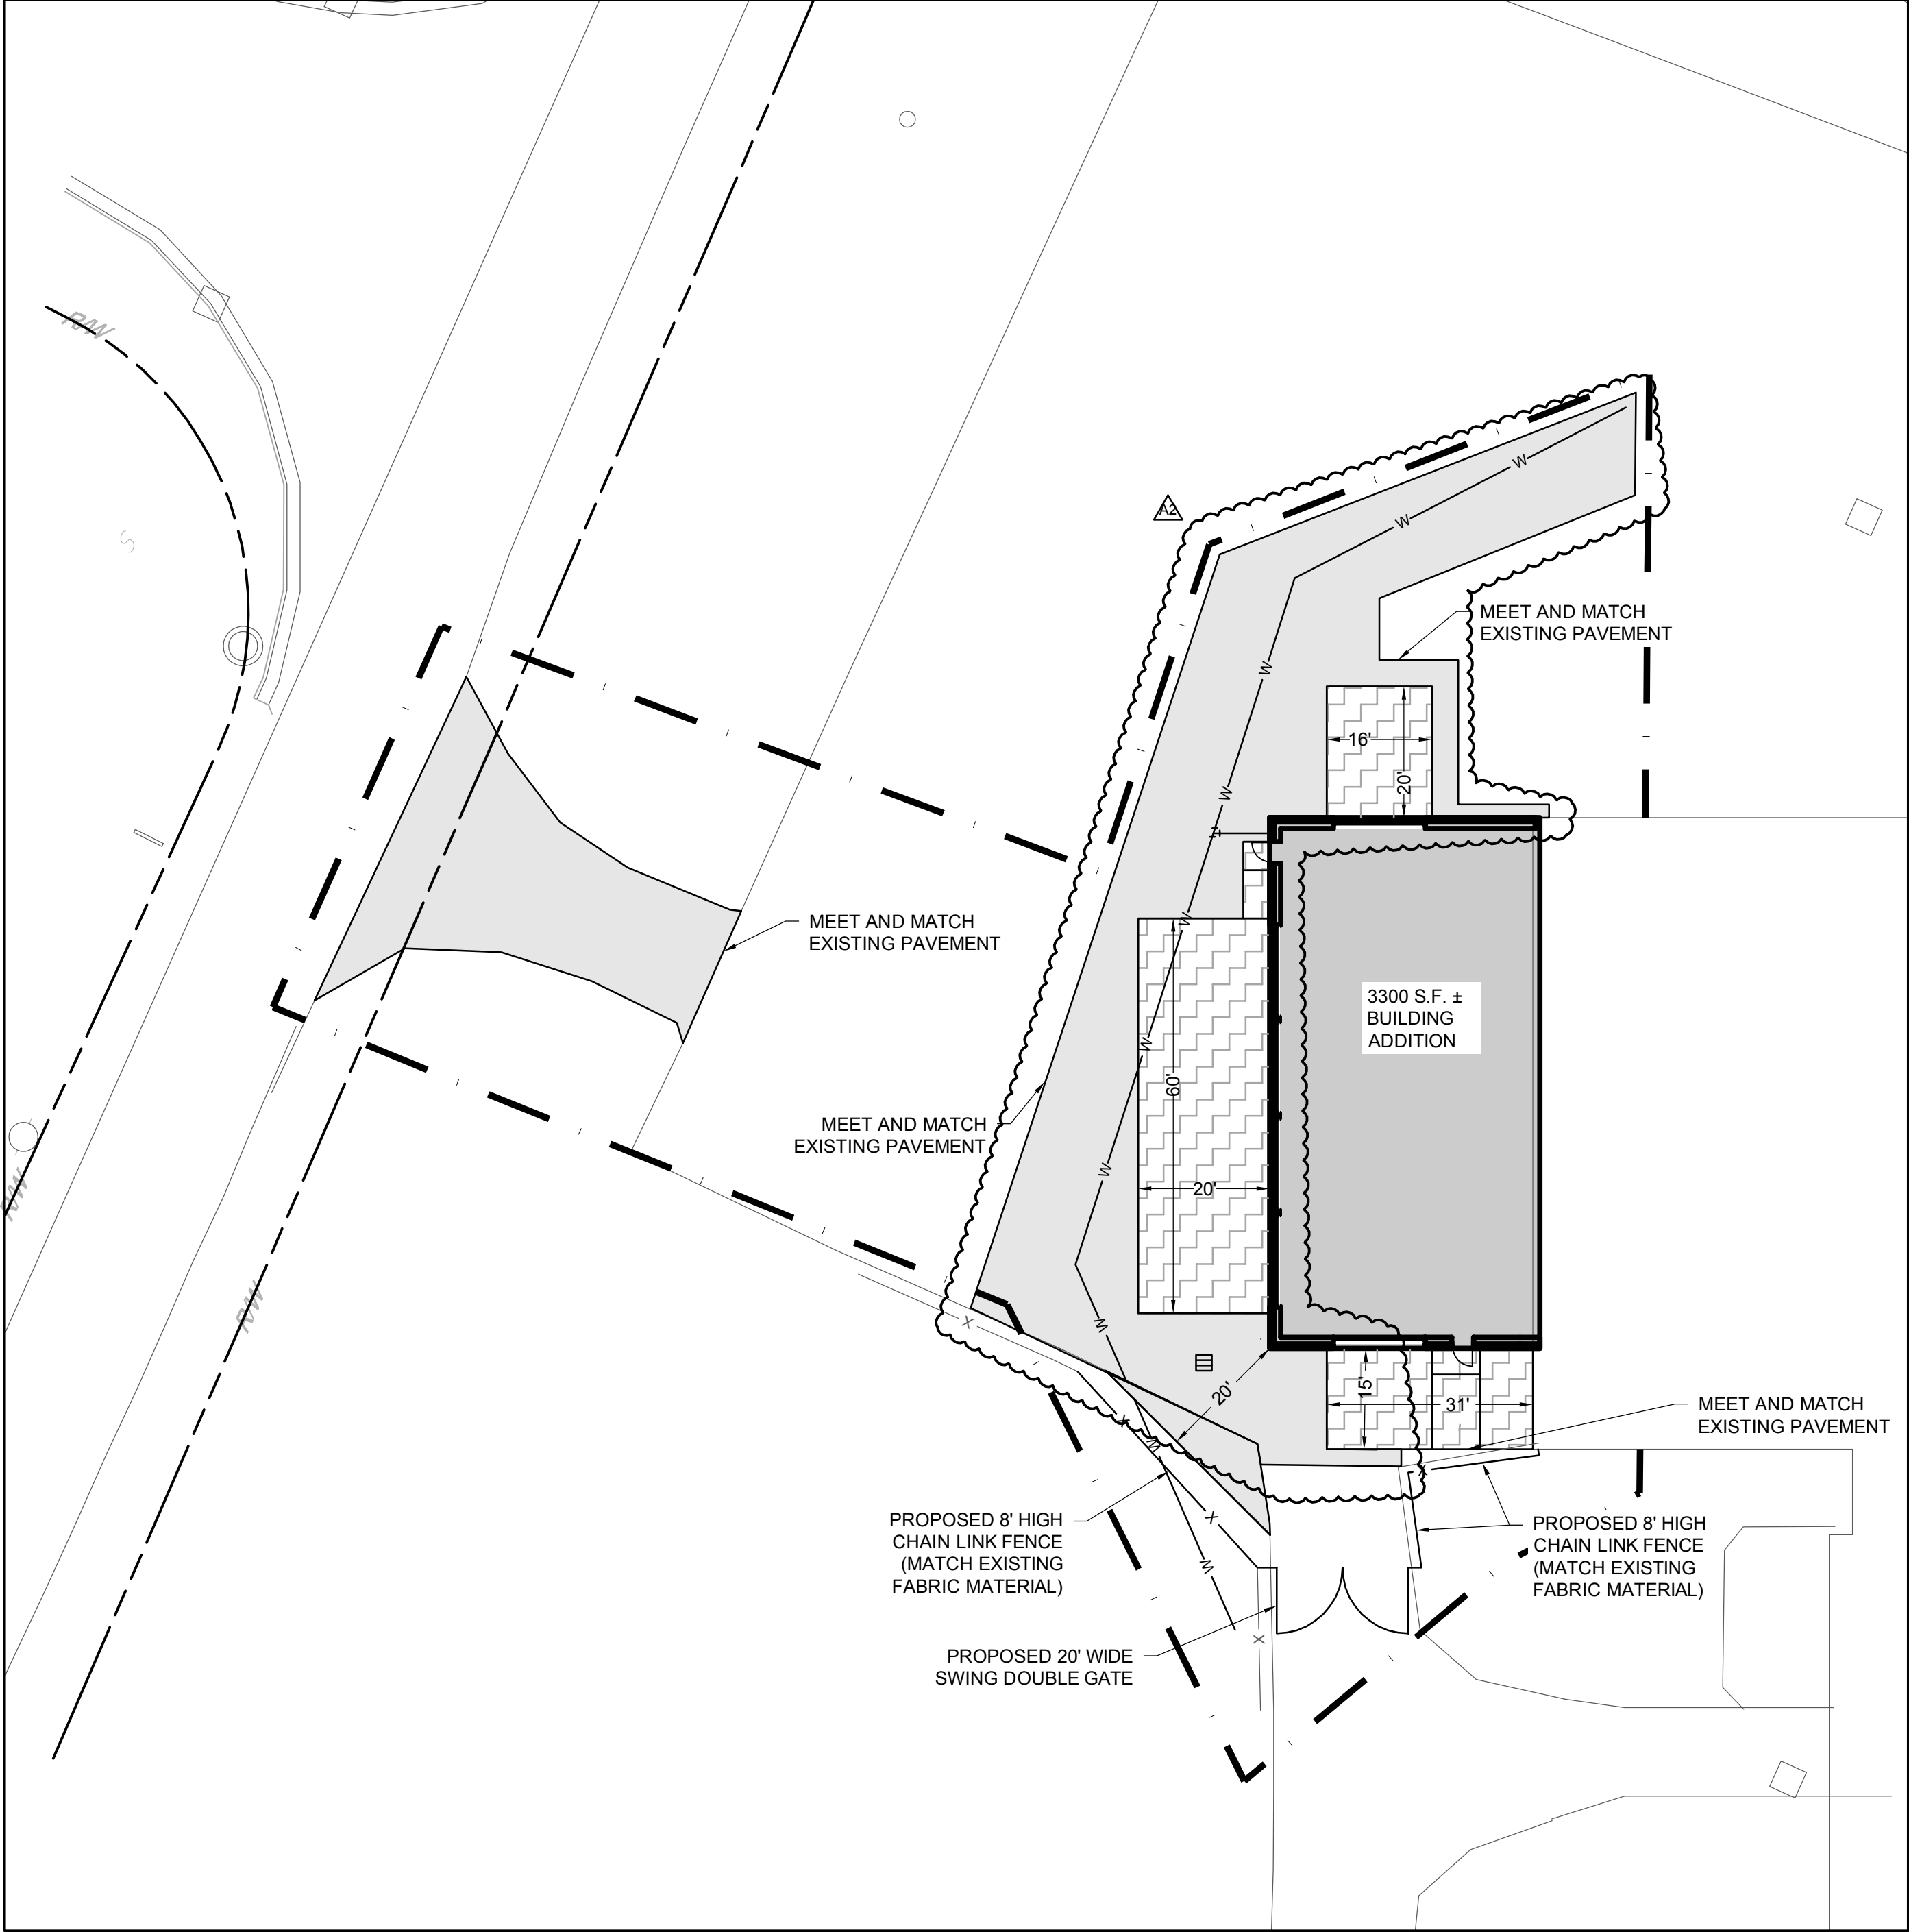 R/W
S
A2
W
W
MEET AND MATCH
EXISTING PAVEMENT
W
16'
20'
W
W
MEET AND MATCH
EXISTING PAVEMENT
3300 S.F. ±
BUILDING
ADDITION
W
60'
MEET AND MATCH
EXISTING PAVEMENT
W
20'
R/W
R/W
X
W
20'
15'
31'
MEET AND MATCH
EXISTING PAVEMENT
X
W
X
PROPOSED 8' HIGH
CHAIN LINK FENCE
(MATCH EXISTING
FABRIC MATERIAL)
X
W
PROPOSED 8' HIGH
CHAIN LINK FENCE
(MATCH EXISTING
FABRIC MATERIAL)
X
PROPOSED 20' WIDE
SWING DOUBLE GATE